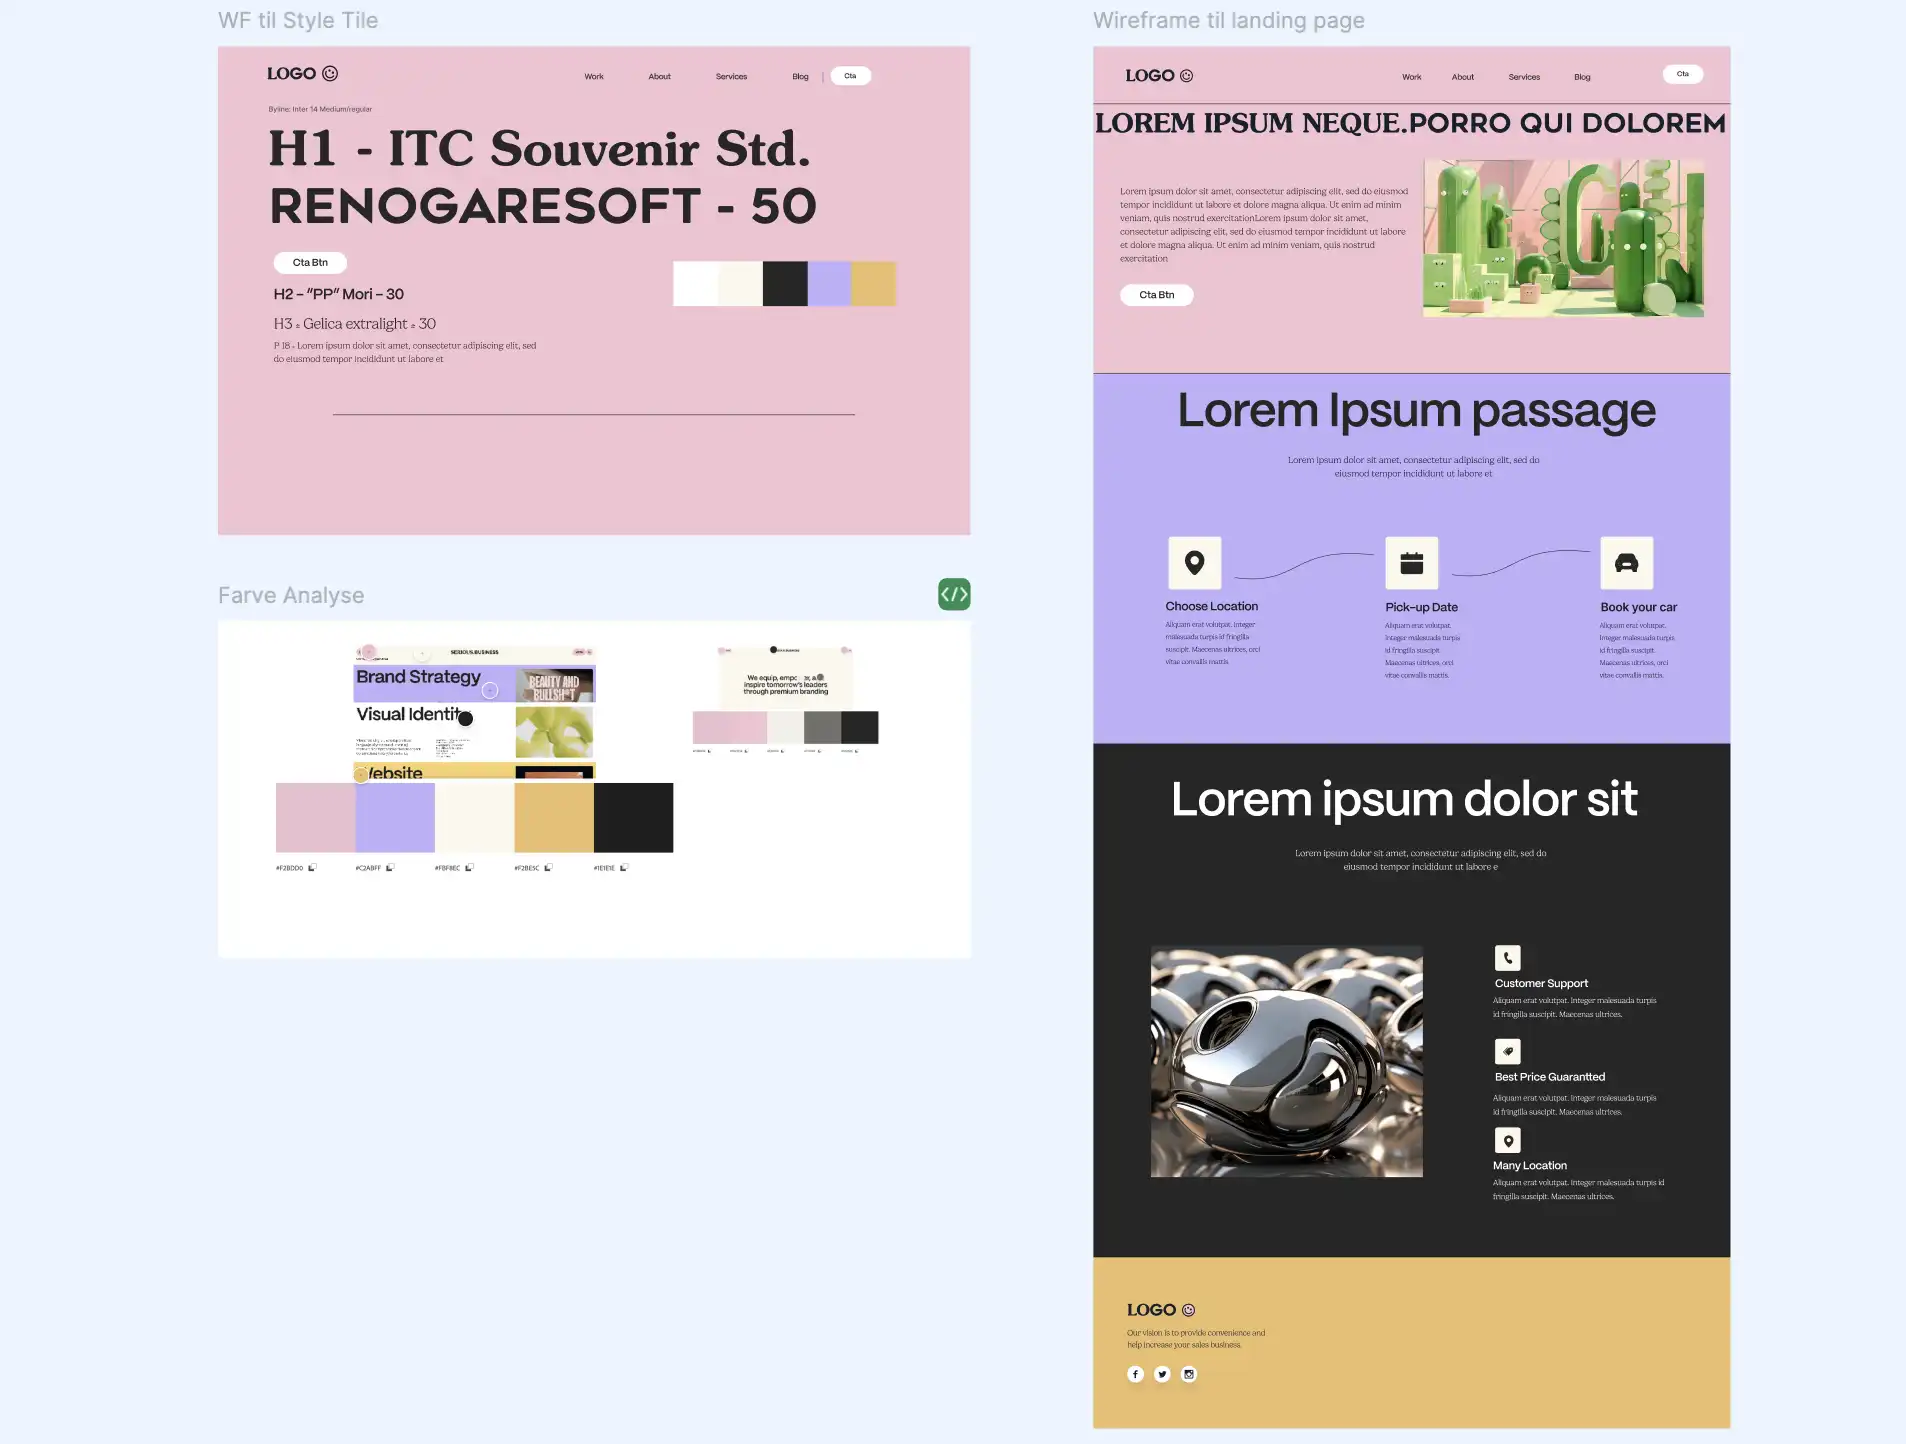 WF til Style Tile
LOGO
Work About Services Blog Cta
Byline: Inter 14 Medium/regular
H1 - ITC Souvenir Std.
RENOGARESOFT - 50
Cta Btn
H2 - "PP" Mori - 30
H3 - Gelica extralight - 30
P 18 - Lorem ipsum dolor sit amet, consectetur adipiscing elit, sed
do eiusmod tempor incididunt ut labore et
Farve Analyse
</>
SERIOUS.BUSINESS
Brand Strategy
BEAUTY AND
BULLSH*T
Visual Identit
Website
#F2BDD0 #C2ABFF #FBF8EC #F2BE5C #1E1E1E
We equip,
inspire tomorrow's leaders
through premium branding
Wireframe til landing page
LOGO
Work About Services Blog Cta
LOREM IPSUM NEQUE.PORRO QUI DOLOREM
Lorem ipsum dolor sit amet, consectetur adipiscing elit, sed do eiusmod
tempor incididunt ut labore et dolore magna aliqua. Ut enim ad minim
veniam, quis nostrud exercitationLorem ipsum dolor sit amet,
consectetur adipiscing elit, sed do eiusmod tempor incididunt ut labore
et dolore magna aliqua. Ut enim ad minim veniam, quis nostrud
exercitation
Cta Btn
Lorem Ipsum passage
Lorem ipsum dolor sit amet, consectetur adipiscing elit, sed do
eiusmod tempor incididunt ut labore et
Choose Location
Aliquam erat volutpat. Integer
malesuada turpis id fringilla
suscipit. Maecenas ultrices, orci
vitae convallis mattis.
Pick-up Date
Aliquam erat volutpat.
Integer malesuada turpis
id fringilla suscipit.
Maecenas ultrices, orci
vitae convallis mattis.
Book your car
Aliquam erat volutpat.
Integer malesuada turpis
id fringilla suscipit.
Maecenas ultrices, orci
vitae convallis mattis.
Lorem ipsum dolor sit
Lorem ipsum dolor sit amet, consectetur adipiscing elit, sed do
eiusmod tempor incididunt ut labore e
Customer Support
Aliquam erat volutpat. Integer malesuada turpis
id fringilla suscipit. Maecenas ultrices.
Best Price Guarantted
Aliquam erat volutpat. Integer malesuada turpis
id fringilla suscipit. Maecenas ultrices.
Many Location
Aliquam erat volutpat. Integer malesuada turpis id
fringilla suscipit. Maecenas ultrices.
LOGO
Our vision is to provide convenience and
help increase your sales business.